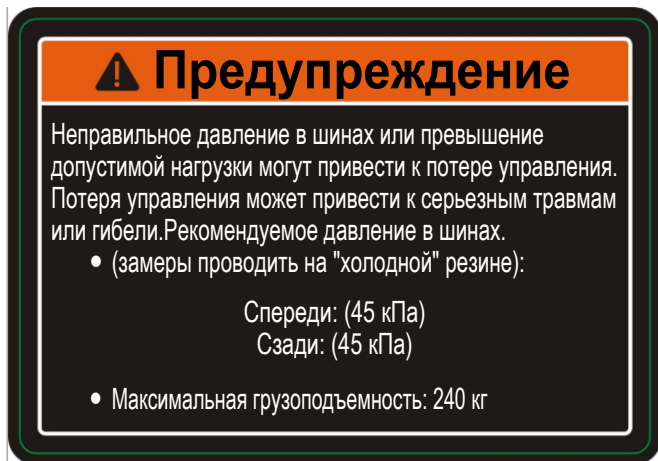 Предупреждение
Неправильное давление в шинах или превышение
допустимой нагрузки могут привести к потере управления.
Потеря управления может привести к серьезным травмам
или гибели.Рекомендуемое давление в шинах.
• (замеры проводить на "холодной" резине):
Спереди: (45 кПа)
Сзади: (45 кПа)
• Максимальная грузоподъемность: 240 кг